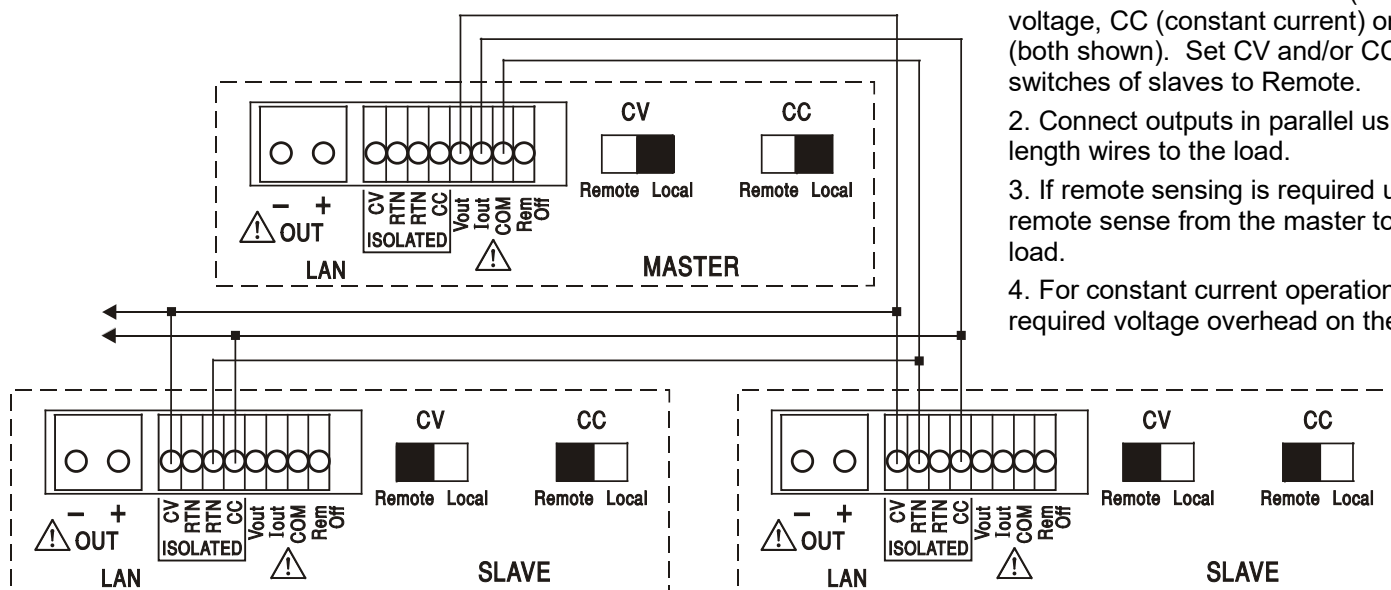 voltage, CC (constant current) or
(both shown). Set CV and/or CC
switches of slaves to Remote.
2. Connect outputs in parallel us
length wires to the load.
3. If remote sensing is required u
remote sense from the master to
load.
4. For constant current operation
required voltage overhead on the
CV CC
Remote Local Remote Local
- +
OUT
CV RTN RTN CC Vout Iout COM Rem Off
ISOLATED
LAN
MASTER
CV CC
Remote Local Remote Local
- +
OUT
CV RTN RTN CC Vout Iout COM Rem Off
ISOLATED
LAN
SLAVE
CV CC
Remote Local Remote Local
- +
OUT
CV RTN RTN CC Vout Iout COM Rem Off
ISOLATED
LAN
SLAVE